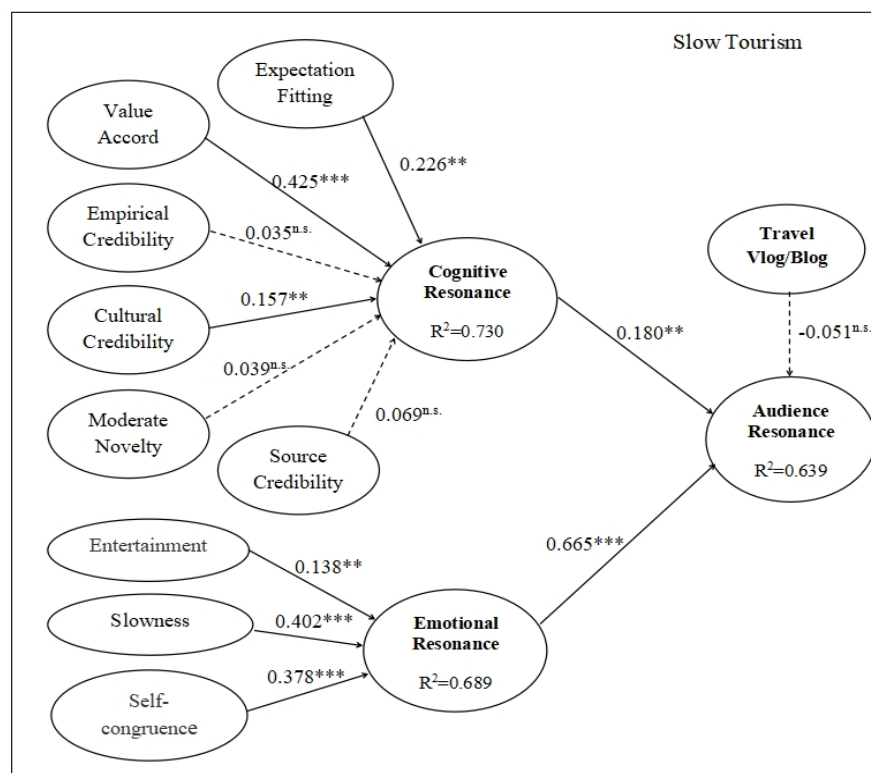 Slow Tourism
Expectation
Fitting
Value
Accord
0.226**
0.425***
Empirical
Credibility
0.035n.s.
Travel
Vlog/Blog
Cognitive
Resonance
R²=0.730
Cultural
Credibility
0.157**
0.180**
-0.051n.s.
0.039n.s.
Moderate
Novelty
0.069n.s.
Audience
Resonance
R²=0.639
Source
Credibility
Entertainment
0.138**
0.665***
Slowness
0.402***
Emotional
Resonance
R²=0.689
0.378***
Self-
congruence